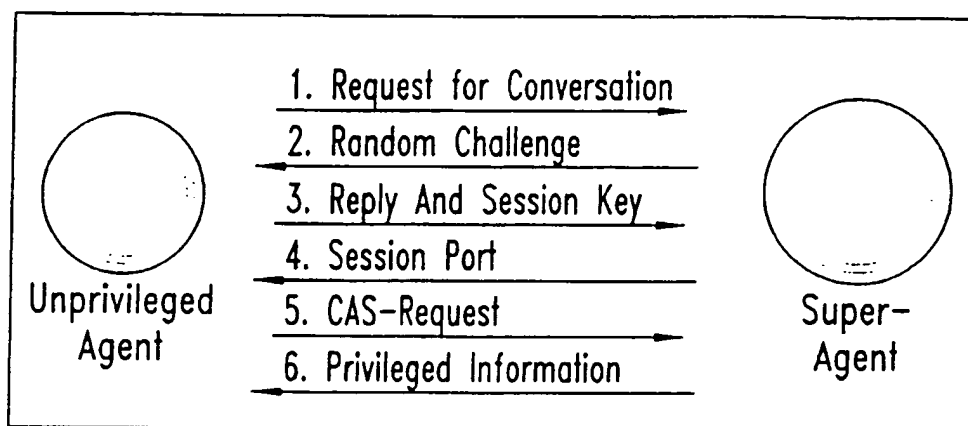 1. Request for Conversation
2. Random Challenge
3. Reply And Session Key
4. Session Port
5. CAS-Request
6. Privileged Information
Unprivileged
Agent
Super-
Agent